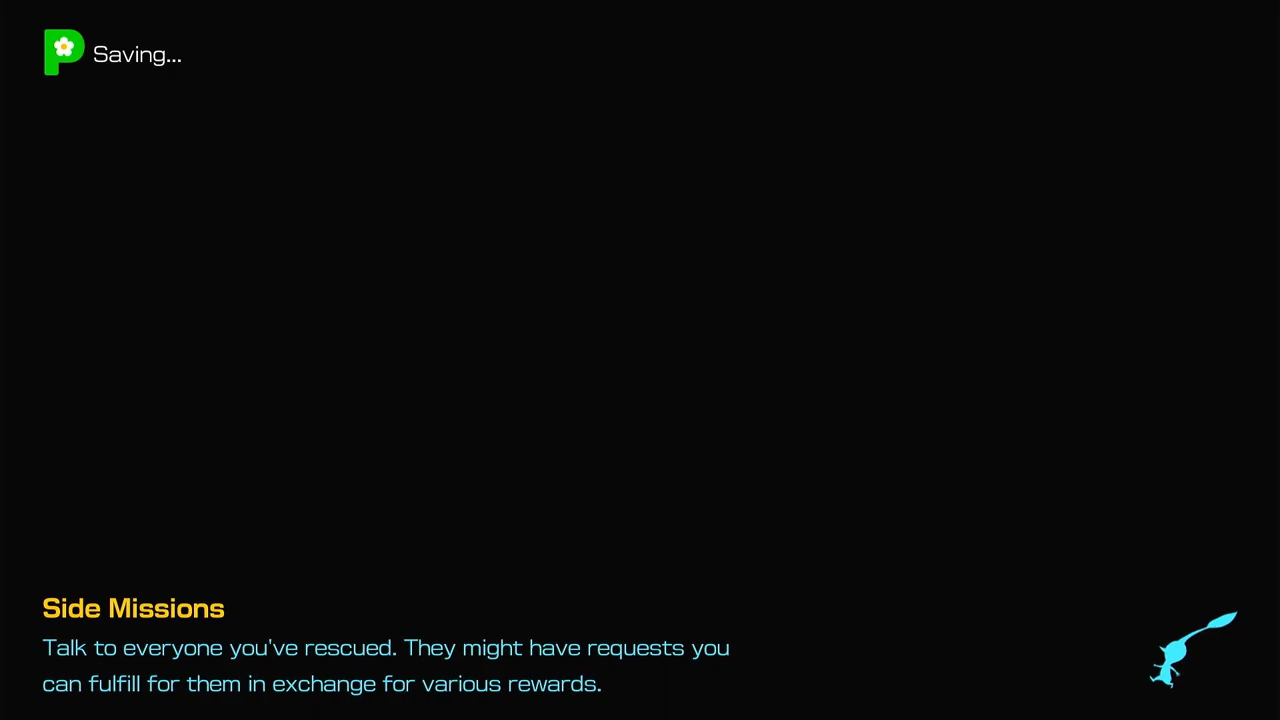 P Saving...
Side Missions
Talk to everyone you've rescued. They might have requests you
can fulfill for them in exchange for various rewards.